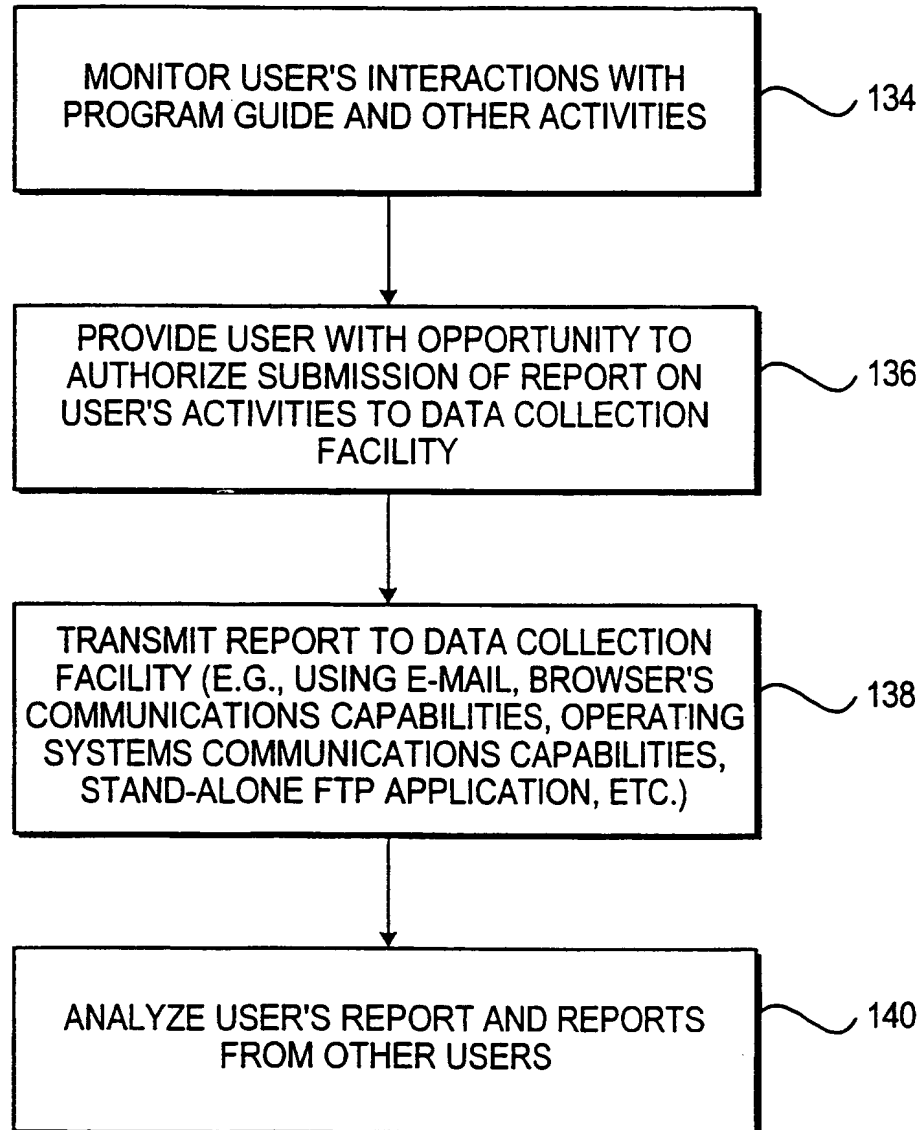 MONITOR USER'S INTERACTIONS WITH
PROGRAM GUIDE AND OTHER ACTIVITIES
134
PROVIDE USER WITH OPPORTUNITY TO
AUTHORIZE SUBMISSION OF REPORT ON
USER'S ACTIVITIES TO DATA COLLECTION
FACILITY
136
TRANSMIT REPORT TO DATA COLLECTION
FACILITY (E.G., USING E-MAIL, BROWSER'S
COMMUNICATIONS CAPABILITIES, OPERATING
SYSTEMS COMMUNICATIONS CAPABILITIES,
STAND-ALONE FTP APPLICATION, ETC.)
138
ANALYZE USER'S REPORT AND REPORTS
FROM OTHER USERS
140